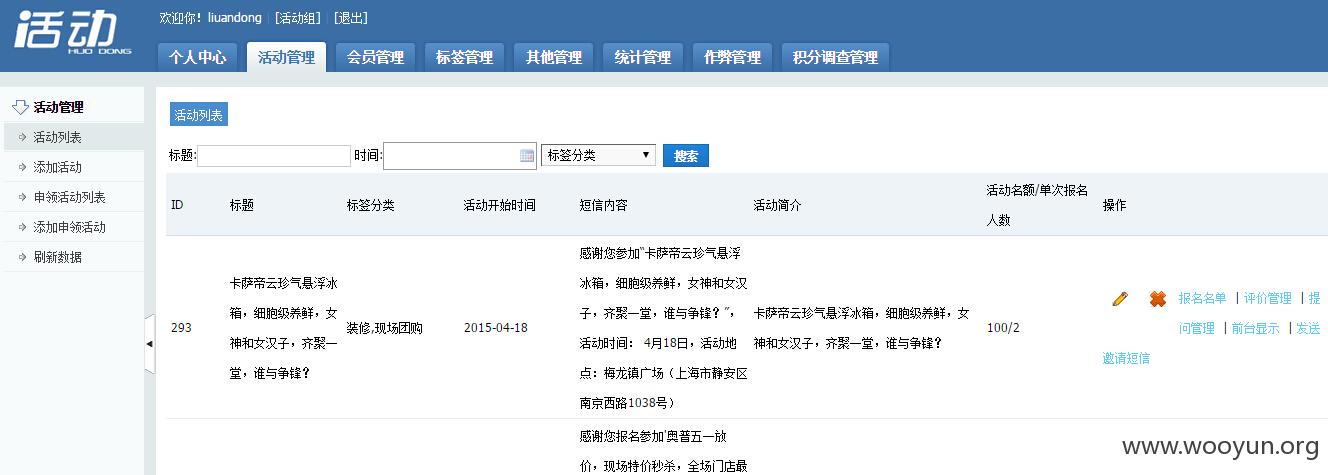 活动
HUO DONG
欢迎你！liuandong [活动组] [退出]
个人中心 活动管理 会员管理 标签管理 其他管理 统计管理 作弊管理 积分调查管理
活动管理
活动列表
添加活动
申领活动列表
添加申领活动
刷新数据
活动列表
标题: 时间: 标签分类 搜索
ID 标题 标签分类 活动开始时间 短信内容 活动简介 活动名额/单次报名
人数 操作
293
卡萨帝云珍气悬浮冰
箱，细胞级养鲜，女
神和女汉子，齐聚一
堂，谁与争锋？
装修,现场团购
2015-04-18
感谢您参加“卡萨帝云珍气悬浮
冰箱，细胞级养鲜，女神和女汉
子，齐聚一堂，谁与争锋？”，
活动时间： 4月18日，活动地
点：梅龙镇广场（上海市静安区
南京西路1038号）
卡萨帝云珍气悬浮冰箱，细胞级养鲜，女
神和女汉子，齐聚一堂，谁与争锋？
100/2
报名名单 | 评价管理 | 提
问管理 | 前台显示 | 发送
邀请短信
感谢您报名参加'奥普五一放
价，现场特价秒杀，全场门店最
www.wooyun.org